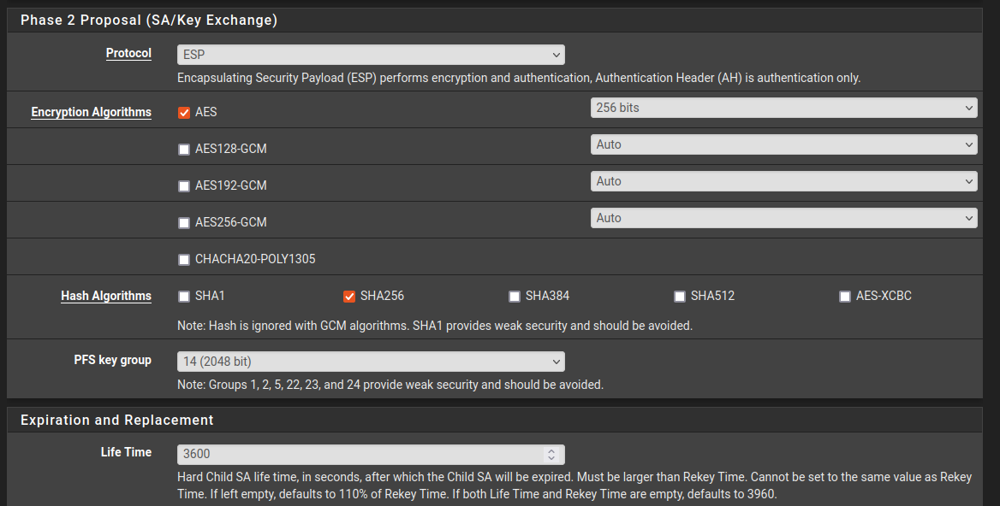 Phase 2 Proposal (SA/Key Exchange)
Protocol
ESP
Encapsulating Security Payload (ESP) performs encryption and authentication, Authentication Header (AH) is authentication only.
Encryption Algorithms
AES
256 bits
AES128-GCM
Auto
AES192-GCM
Auto
AES256-GCM
Auto
CHACHA20-POLY1305
Hash Algorithms
SHA1
SHA256
SHA384
SHA512
AES-XCBC
Note: Hash is ignored with GCM algorithms. SHA1 provides weak security and should be avoided.
PFS key group
14 (2048 bit)
Note: Groups 1, 2, 5, 22, 23, and 24 provide weak security and should be avoided.
Expiration and Replacement
Life Time
3600
Hard Child SA life time, in seconds, after which the Child SA will be expired. Must be larger than Rekey Time. Cannot be set to the same value as Rekey
Time. If left empty, defaults to 110% of Rekey Time. If both Life Time and Rekey Time are empty, defaults to 3960.